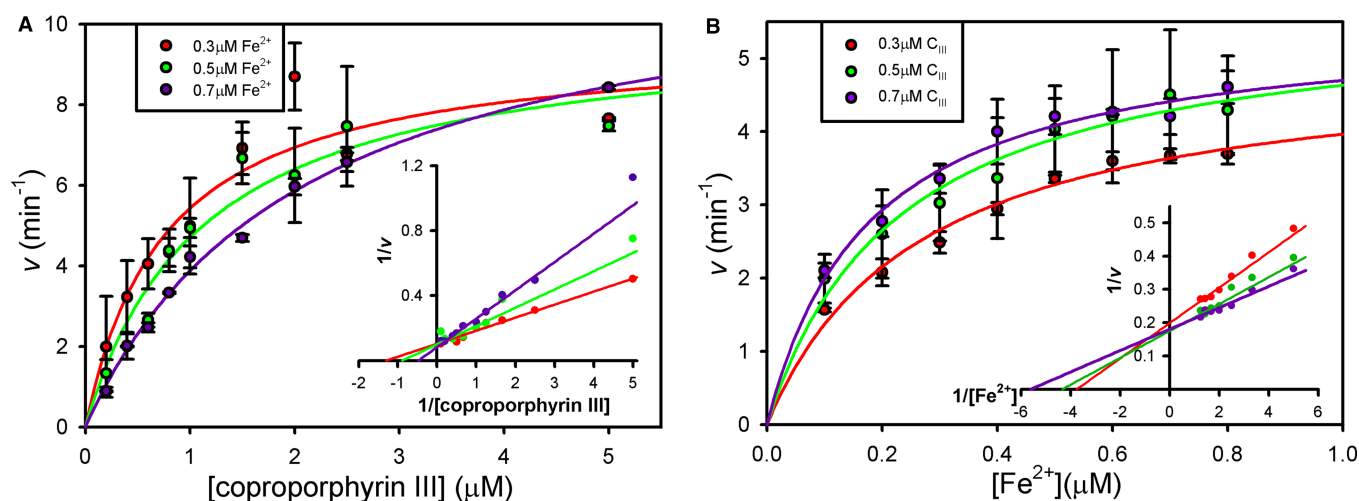 A
0.3μM Fe²⁺
0.5μM Fe²⁺
0.7μM Fe²⁺
10
8
6
4
2
0
v (min⁻¹)
0 1 2 3 4 5
[coproporphyrin III] (μM)
1.2
0.8
0.4
1/v
-2 -1 0 1 2 3 4 5
1/[coproporphyrin III]
B
0.3μM C_III
0.5μM C_III
0.7μM C_III
5
4
3
2
1
0
v (min⁻¹)
0.0 0.2 0.4 0.6 0.8 1.0
[Fe²⁺](μM)
0.5
0.4
0.3
0.2
0.1
1/v
1/[Fe²⁺]
-6 -4 -2 0 2 4 6